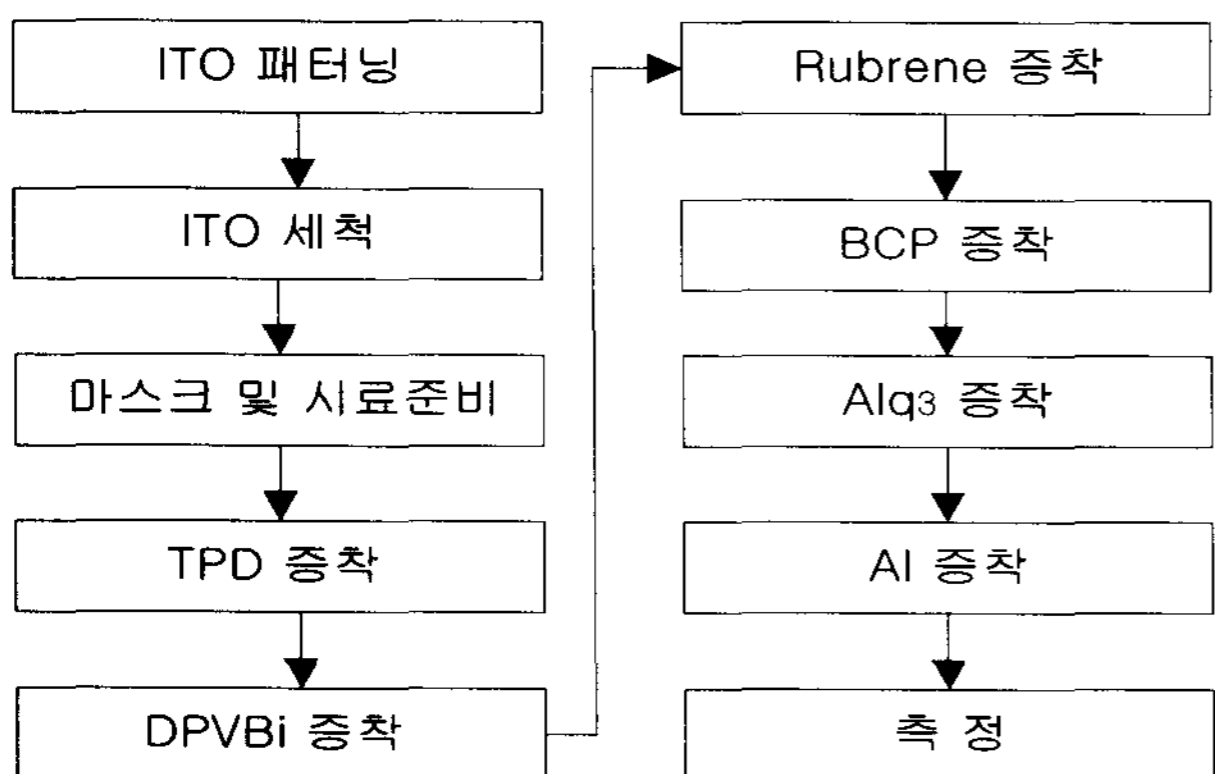 ITO 패터닝
ITO 세척
마스크 및 시료준비
TPD 증착
DPVBi 증착
Rubrene 증착
BCP 증착
Alq3 증착
Al 증착
측 정